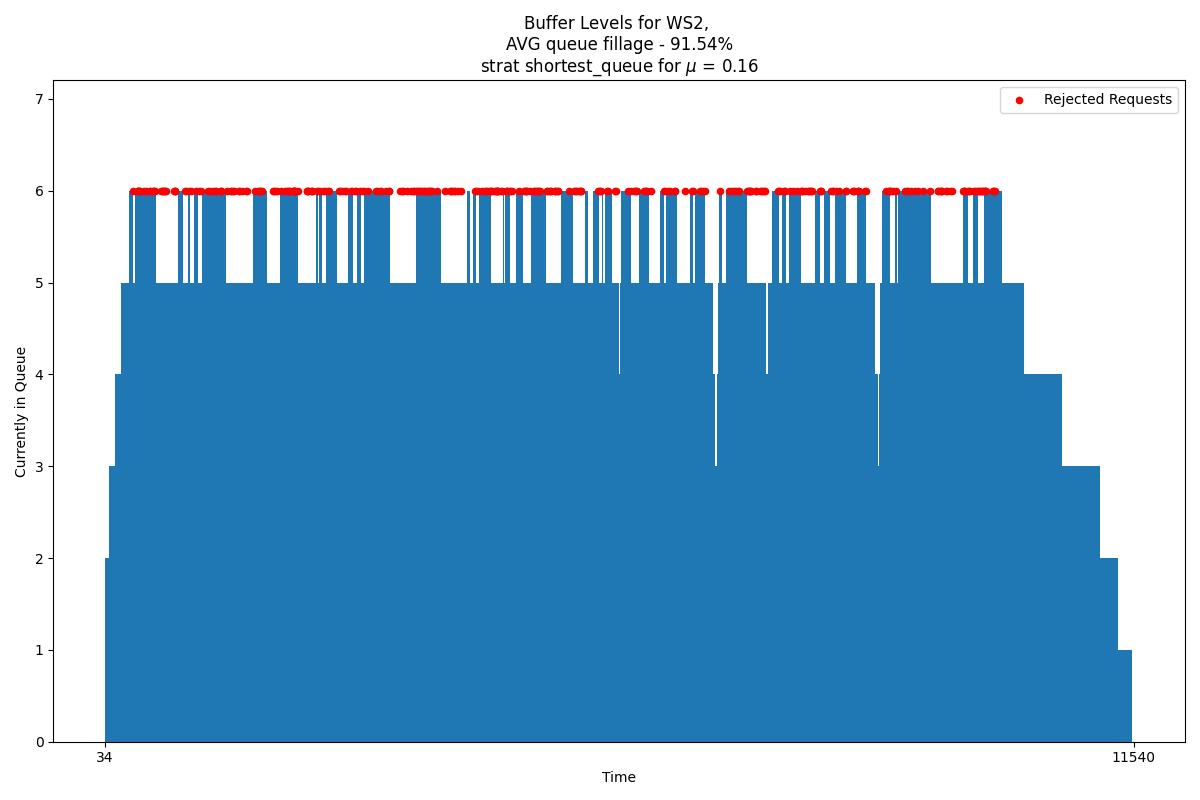 Buffer Levels for WS2,
AVG queue fillage - 91.54%
strat shortest_queue for μ = 0.16
Rejected Requests
7
6
5
4
3
2
1
0
Currently in Queue
34
11540
Time